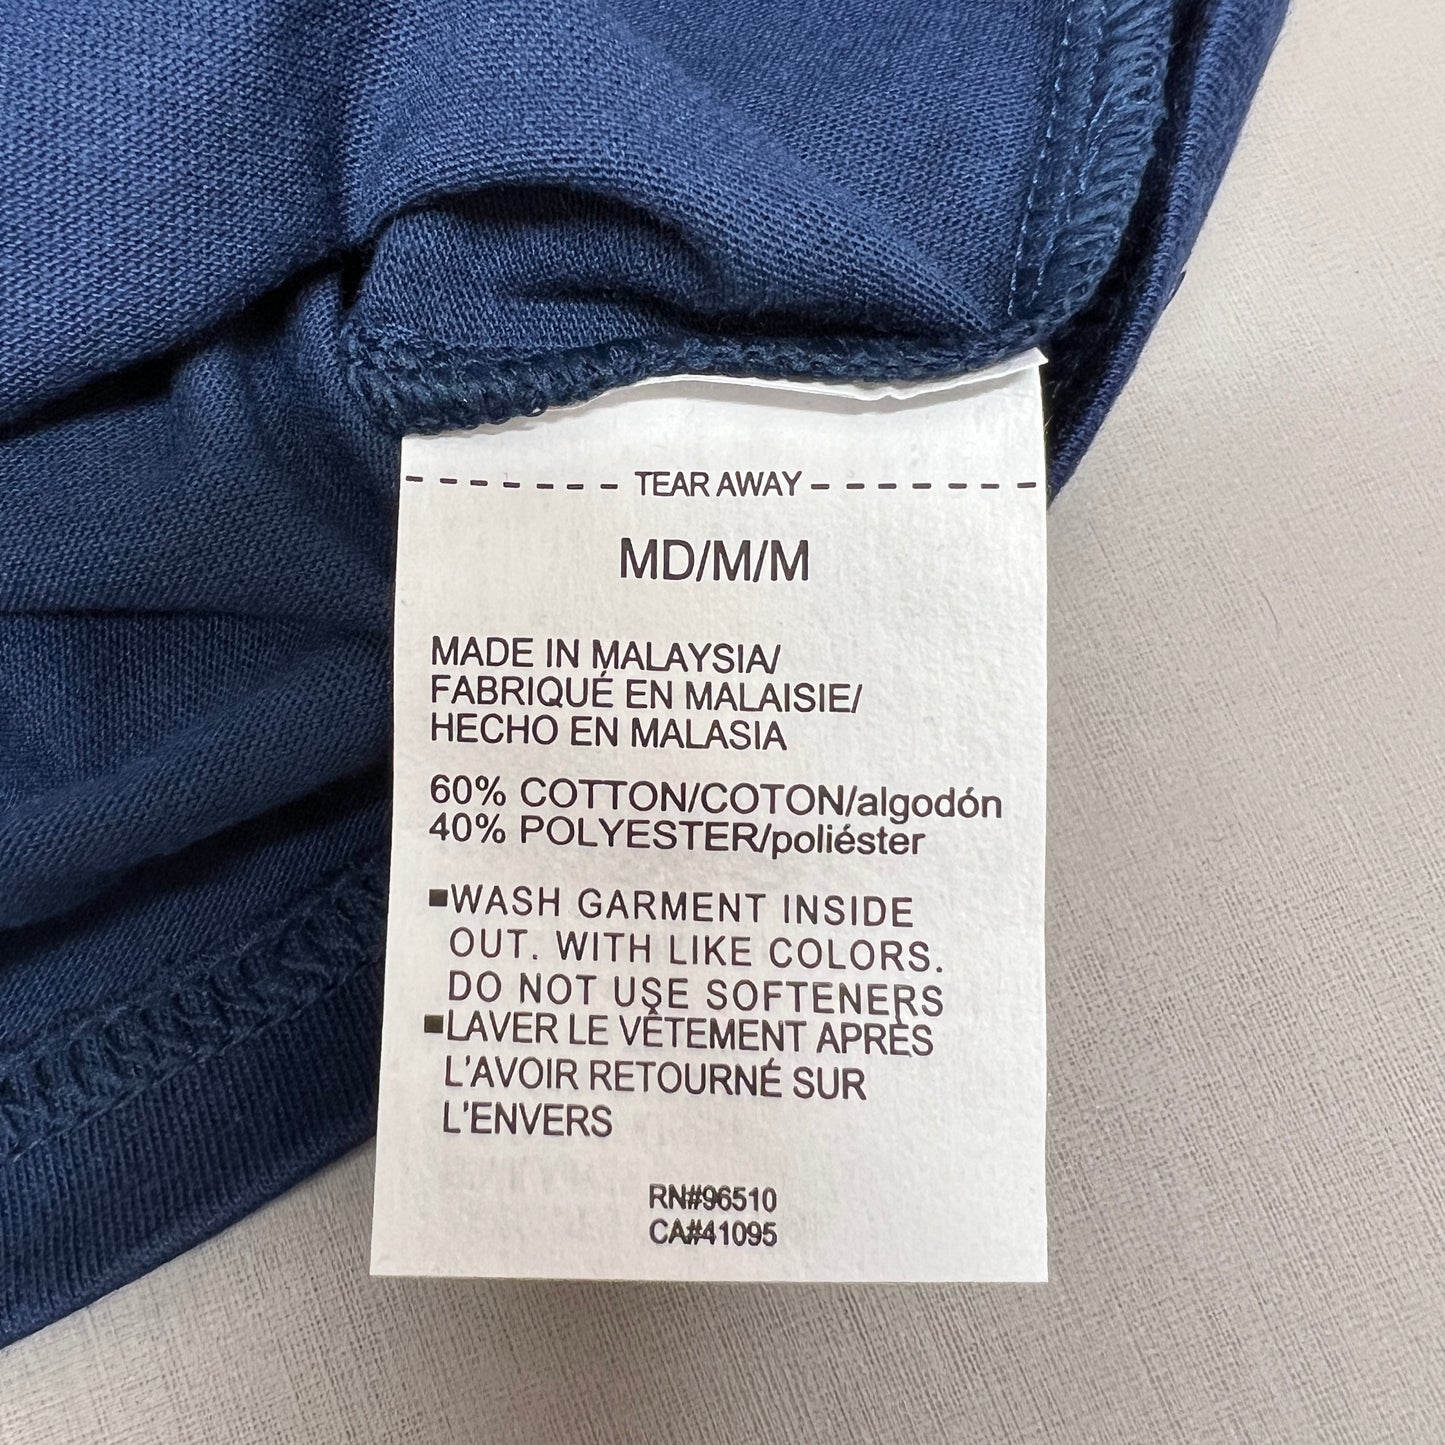 TEAR AWAY
MD/M/M
MADE IN MALAYSIA/
FABRIQUÉ EN MALAISIE/
HECHO EN MALASIA
60% COTTON/COTON/algodón
40% POLYESTER/poliéster
■WASH GARMENT INSIDE
OUT. WITH LIKE COLORS.
DO NOT USE SOFTENERS
■LAVER LE VÊTEMENT APRÈS
L'AVOIR RETOURNÉ SUR
L'ENVERS
RN#96510
CA#41095